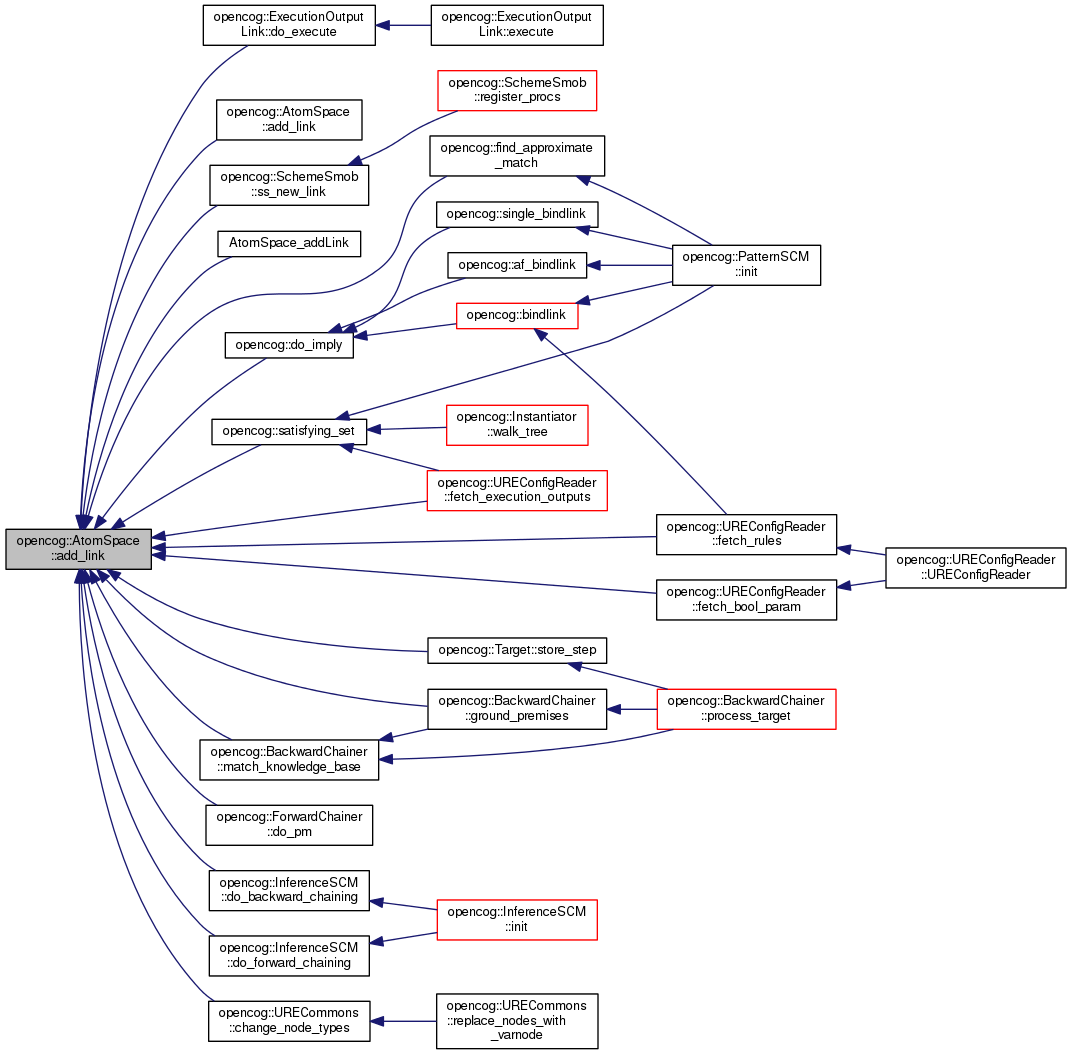 opencog::ExecutionOutput
Link::do_execute
opencog::ExecutionOutput
Link::execute
opencog::SchemeSmob
::register_procs
opencog::AtomSpace
::add_link
opencog::find_approximate
_match
opencog::SchemeSmob
::ss_new_link
opencog::single_bindlink
AtomSpace_addLink
opencog::af_bindlink
opencog::PatternSCM
::init
opencog::bindlink
opencog::do_imply
opencog::satisfying_set
opencog::Instantiator
::walk_tree
opencog::UREConfigReader
::fetch_execution_outputs
opencog::AtomSpace
::add_link
opencog::UREConfigReader
::fetch_rules
opencog::UREConfigReader
::UREConfigReader
opencog::UREConfigReader
::fetch_bool_param
opencog::Target::store_step
opencog::BackwardChainer
::ground_premises
opencog::BackwardChainer
::process_target
opencog::BackwardChainer
::match_knowledge_base
opencog::ForwardChainer
::do_pm
opencog::InferenceSCM
::do_backward_chaining
opencog::InferenceSCM
::init
opencog::InferenceSCM
::do_forward_chaining
opencog::URECommons
::change_node_types
opencog::URECommons
::replace_nodes_with
_varnode